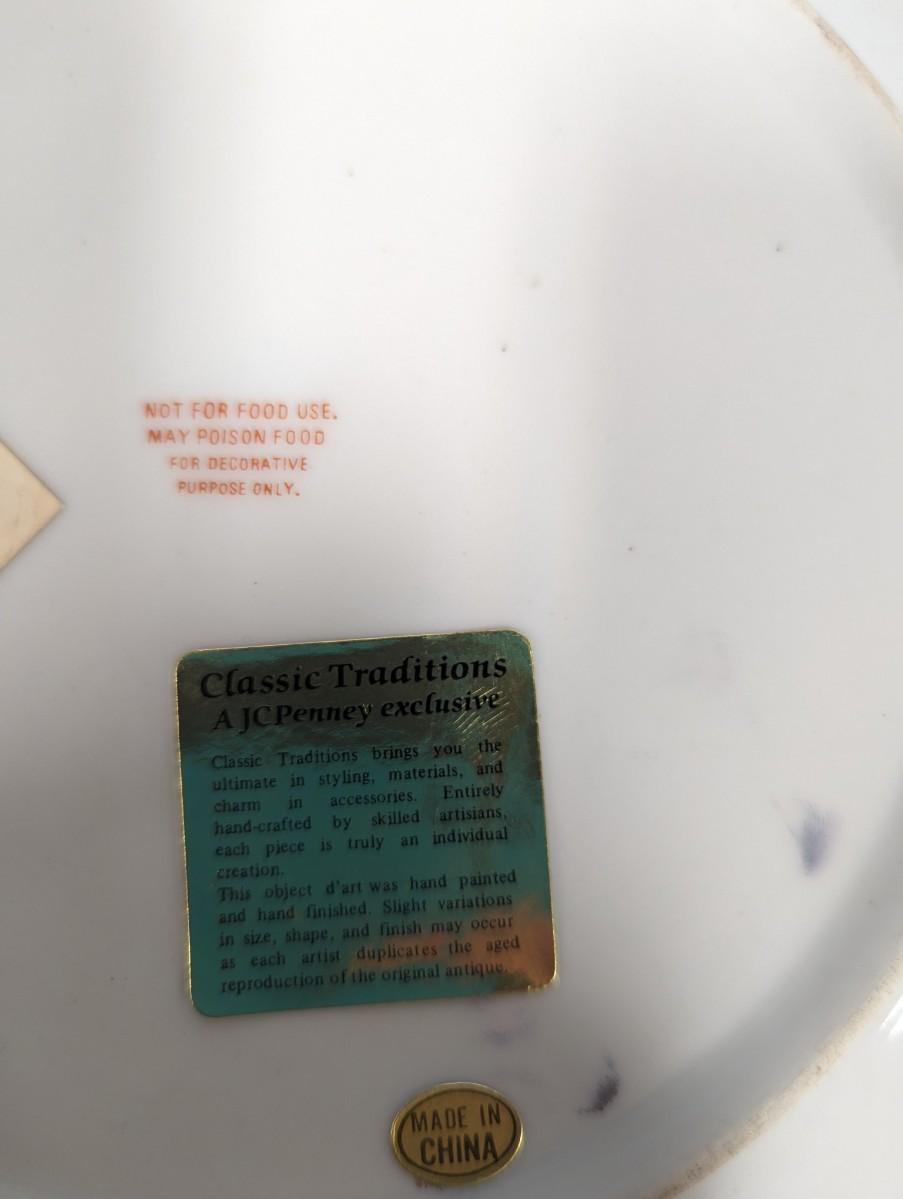 NOT FOR FOOD USE.
MAY POISON FOOD
FOR DECORATIVE
PURPOSE ONLY.
Classic Traditions
A JCPenney exclusive
Classic Traditions brings you the
ultimate in styling, materials, and
charm in accessories. Entirely
hand-crafted by skilled artisians,
each piece is truly an individual
creation.
This object d'art was hand painted
and hand finished. Slight variations
in size, shape, and finish may occur
as each artist duplicates the aged
reproduction of the original antique.
MADE IN
CHINA